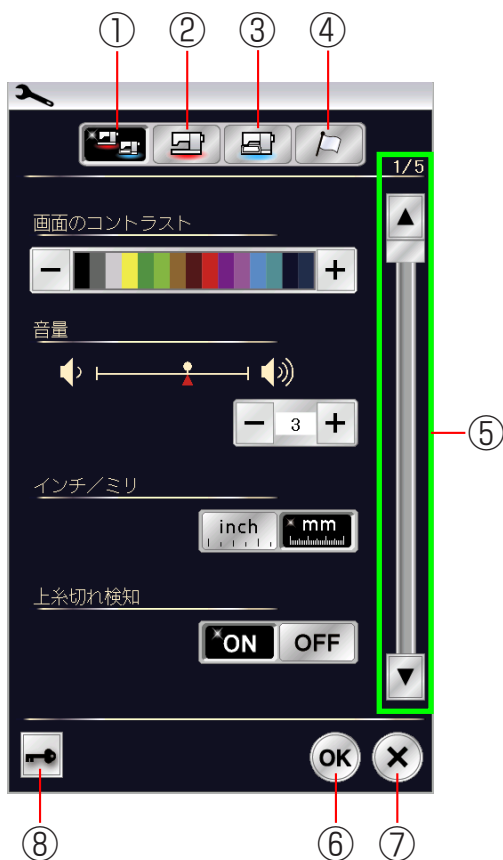 ① ② ③ ④
1/5
画面のコントラスト
− +
音量
− 3 +
⑤
インチ／ミリ
inch mm
上糸切れ検知
ON OFF
OK ×
⑧ ⑥ ⑦